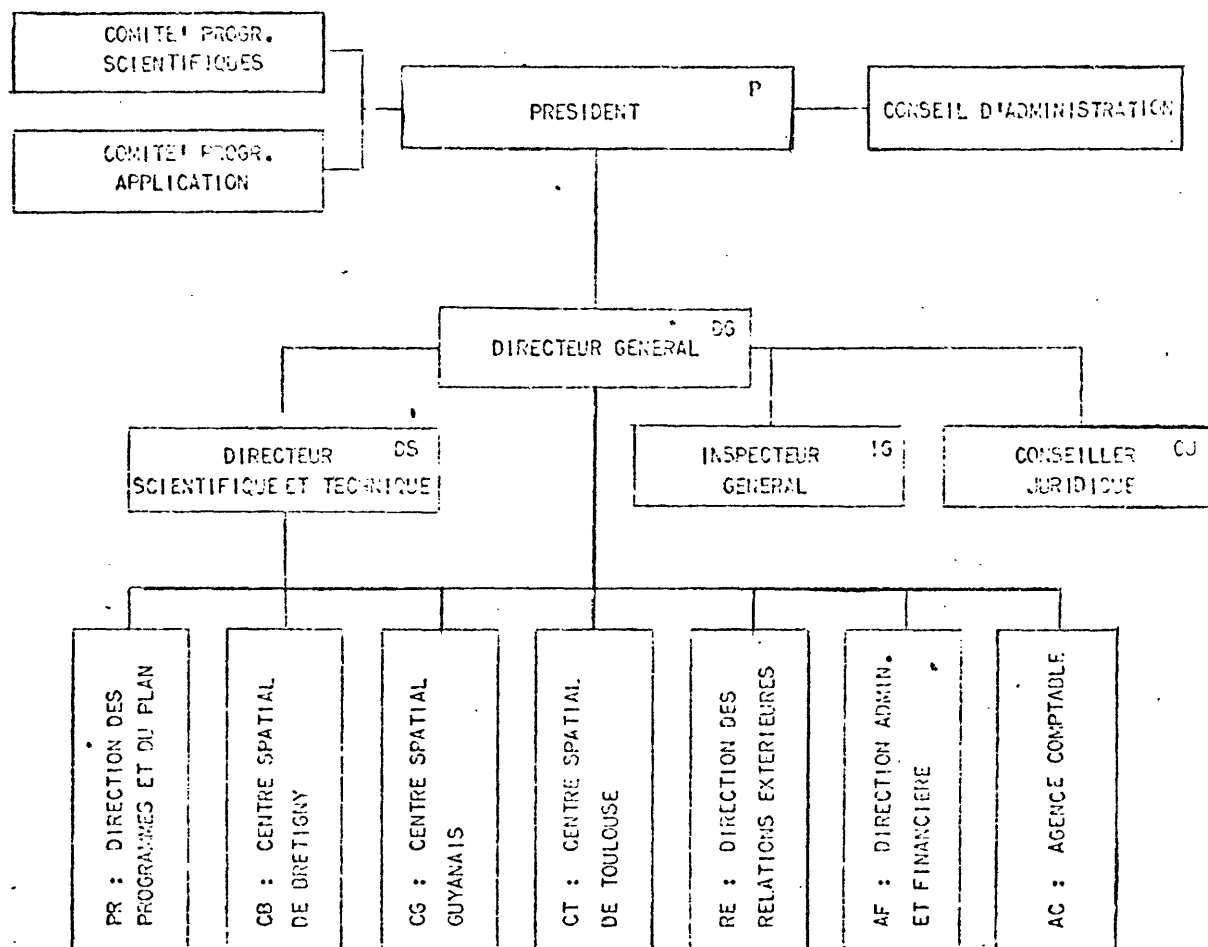 COMITE' PROGR.
SCIENTIFIQUES
COMITE' PROGR.
APPLICATION
P
PRESIDENT
CONSEIL D'ADMINISTRATION
DG
DIRECTEUR GENERAL
DS
DIRECTEUR
SCIENTIFIQUE ET TECHNIQUE
IG
INSPECTEUR
GENERAL
CJ
CONSEILLER
JURIDIQUE
PR : DIRECTION DES
PROGRAMMES ET DU PLAN
CB : CENTRE SPATIAL
DE BRETIGNY
CG : CENTRE SPATIAL
GUYANAIS
CT : CENTRE SPATIAL
DE TOULOUSE
RE : DIRECTION DES
RELATIONS EXTERIEURES
AF : DIRECTION ADMIN.
ET FINANCIERE
AC : AGENCE COMPTABLE